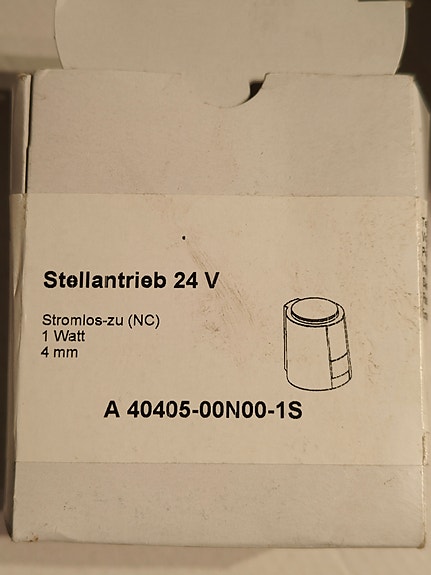 Stellantrieb 24 V
Stromlos-zu (NC)
1 Watt
4 mm
A 40405-00N00-1S